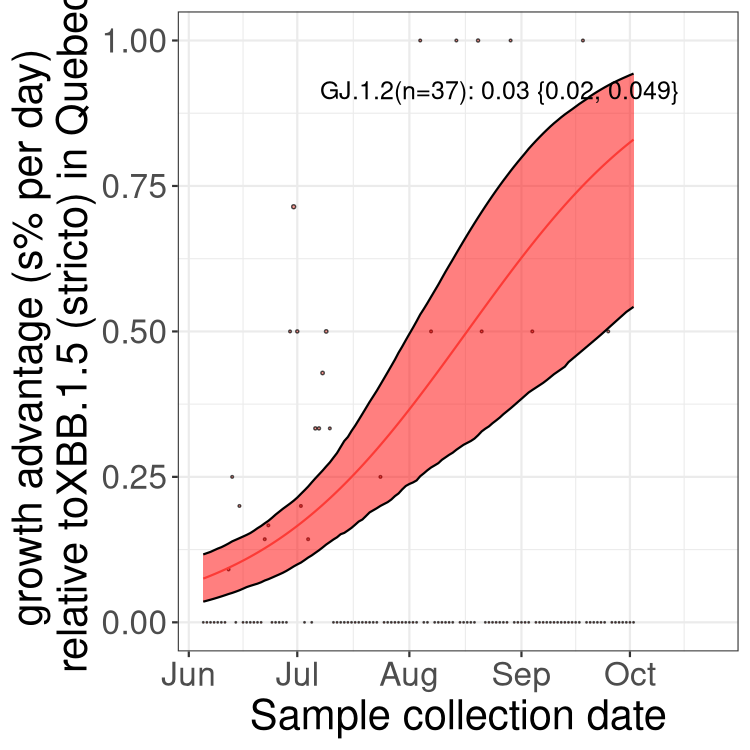 growth advantage (s% per day)
relative toXBB.1.5 (stricto) in Quebec
1.00
0.75
0.50
0.25
0.00
GJ.1.2(n=37): 0.03 {0.02, 0.049}
Jun Jul Aug Sep Oct
Sample collection date